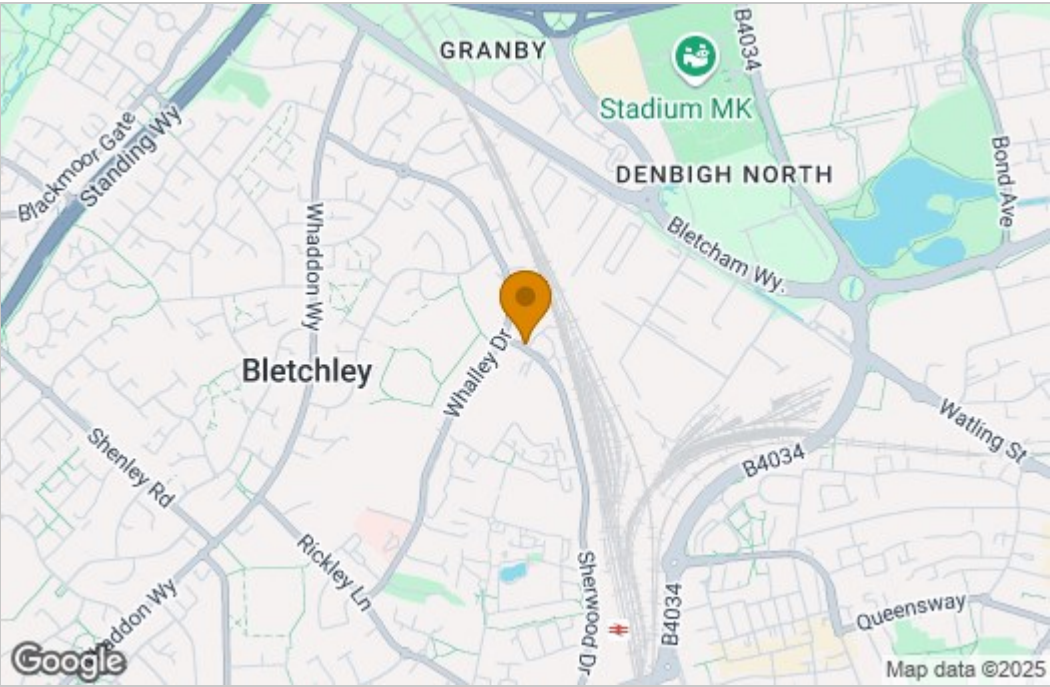 GRANBY
B4034
Stadium MK
Blackmoor Gate
Standing Wy
DENBIGH NORTH
Bond Ave
Whaddon Wy
Bletcham Wy.
Whalley Dr
Bletchley
Watling St
Shenley Rd
B4034
Rickley Ln
Sherwood Dr
B4034
Queensway
addon Wy
Google
Map data ©2025